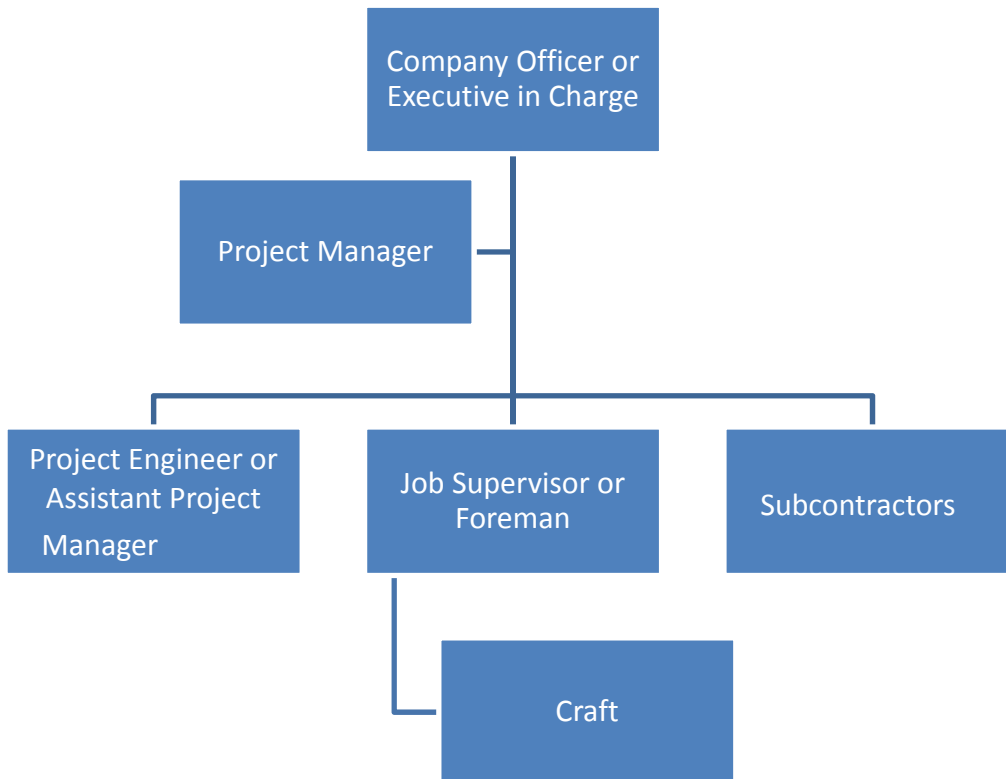 Company Officer or
Executive in Charge
Project Manager
Project Engineer or
Assistant Project
Manager
Job Supervisor or
Foreman
Subcontractors
Craft